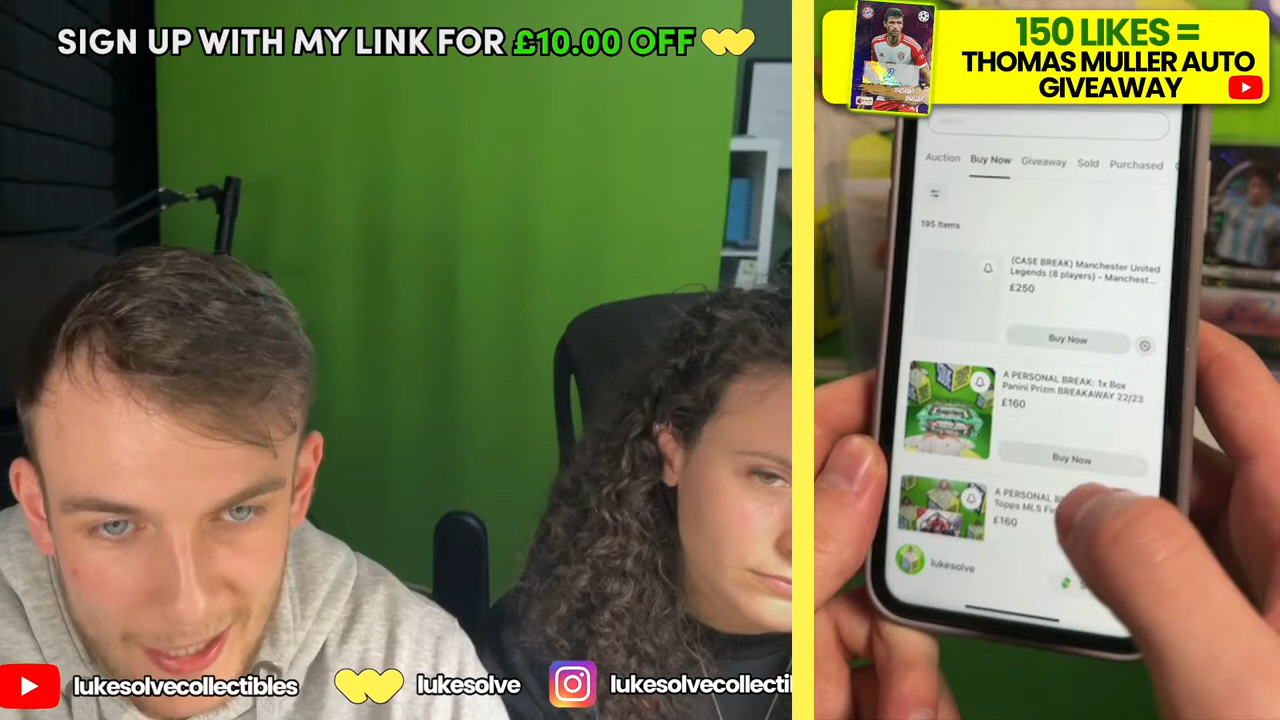 SIGN UP WITH MY LINK FOR £10.00 OFF
150 LIKES =
THOMAS MULLER AUTO
GIVEAWAY
Auction Buy Now Giveaway Sold Purchased
195 Items
(CASE BREAK) Manchester United
Legends (8 players) - Manchest...
£250
Buy Now
A PERSONAL BREAK: 1x Box
Panini Prizm BREAKAWAY 22/23
£160
Buy Now
A PERSONAL
Topps MLS
£160
lukesolve
lukesolvecollectibles
lukesolve
lukesolvecollecti